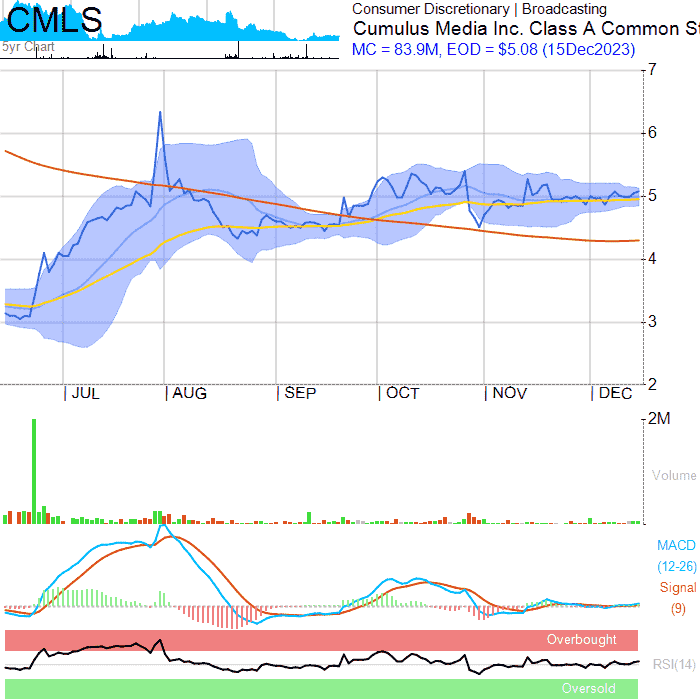 CMLS
5yr Chart
Consumer Discretionary | Broadcasting
Cumulus Media Inc. Class A Common St
MC = 83.9M, EOD = $5.08 (15Dec2023)
7
6
5
4
3
2
JUL AUG SEP OCT NOV DEC
2M
Volume
MACD
(12-26)
Signal
(9)
Overbought
RSI(14)
Oversold